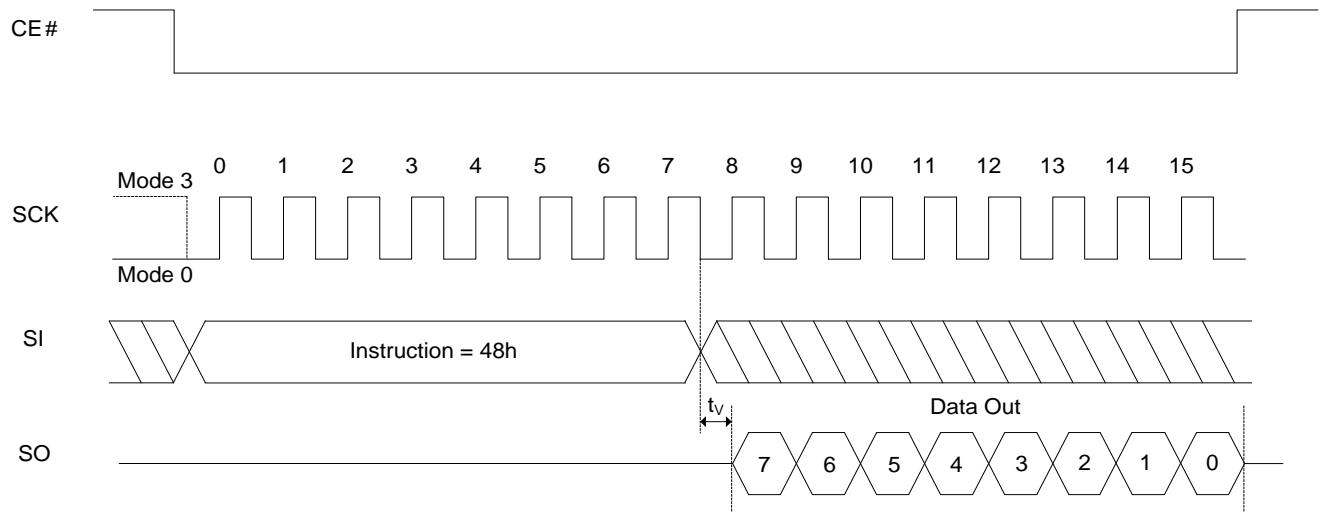 CE#
0 1 2 3 4 5 6 7 8 9 10 11 12 13 14 15
Mode 3
SCK
Mode 0
SI
Instruction = 48h
tV
Data Out
SO
7 6 5 4 3 2 1 0